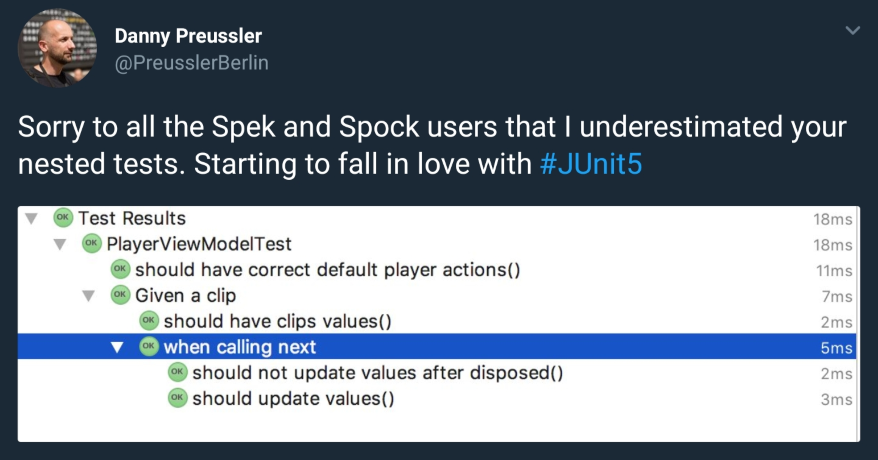 Danny Preussler
@PreusslerBerlin
Sorry to all the Spek and Spock users that I underestimated your
nested tests. Starting to fall in love with #JUnit5
OK Test Results 18ms
OK PlayerViewModelTest 18ms
OK should have correct default player actions() 11ms
OK Given a clip 7ms
OK should have clips values() 2ms
OK when calling next 5ms
OK should not update values after disposed() 2ms
OK should update values() 3ms